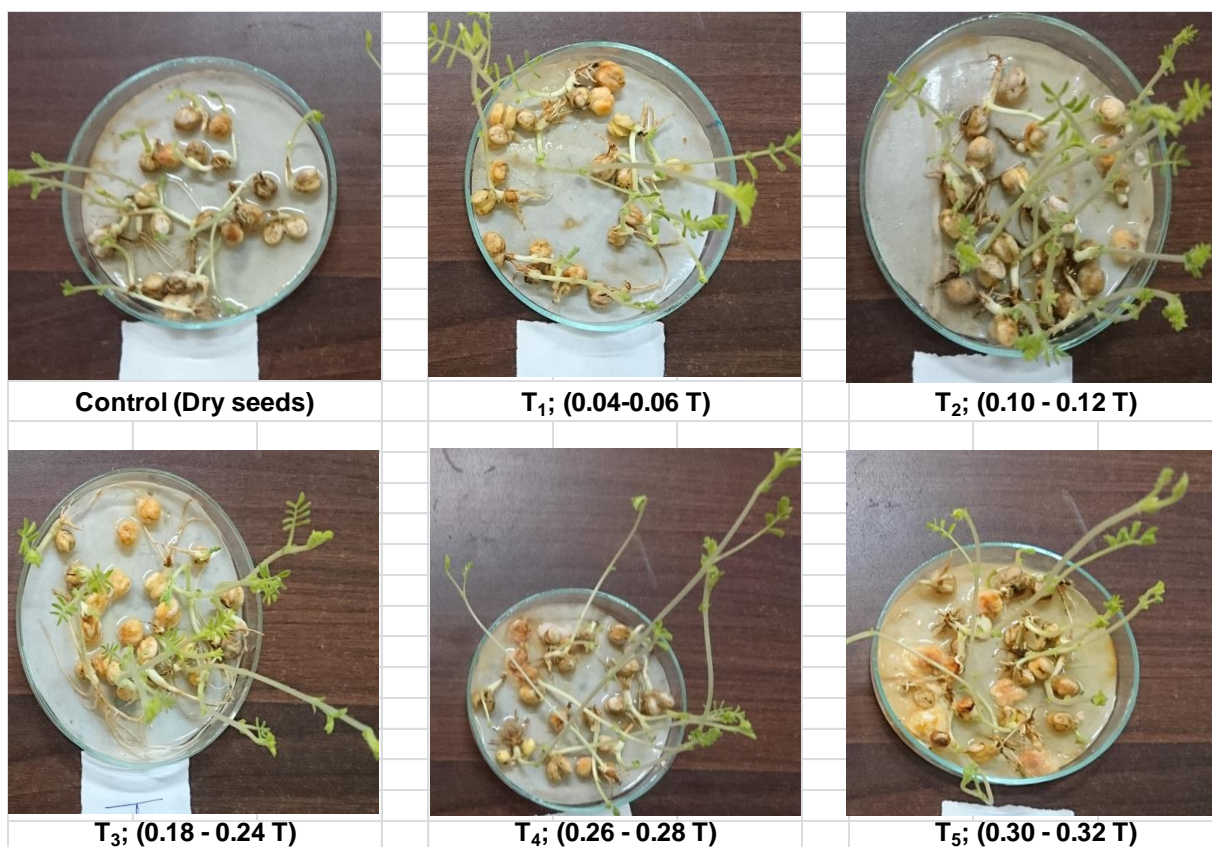 Control (Dry seeds)
T₁; (0.04-0.06 T)
T₂; (0.10 - 0.12 T)
T₃; (0.18 - 0.24 T)
T₄; (0.26 - 0.28 T)
T₅; (0.30 - 0.32 T)